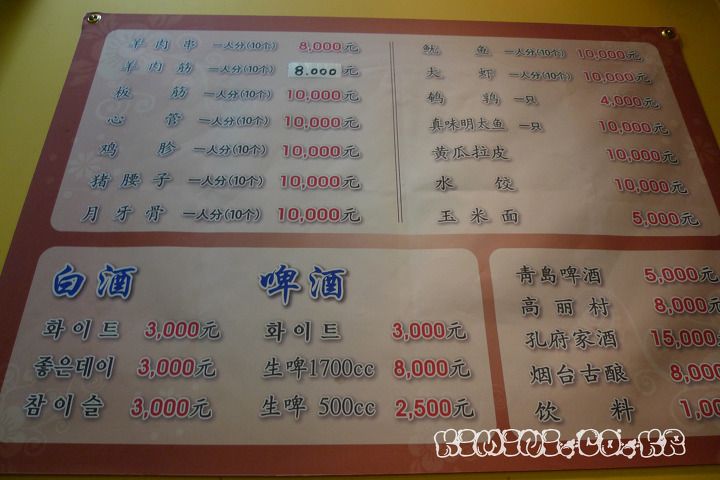 羊肉串 一人分(10个) 8,000元
羊肉筋 一人分(10个) 8.000元
板筋 一人分(10个) 10,000元
心管 一人分(10个) 10,000元
鸡胗 一人分(10个) 10,000元
猪腰子 一人分(10个) 10,000元
月牙骨 一人分(10个) 10,000元
鱿鱼 一人分(10个) 10,000元
大虾 一人分(10个) 10,000元
鹌鹑 一只 4,000元
真味明太鱼 一只 10,000元
黄瓜拉皮 10,000元
水饺 10,000元
玉米面 5,000元
白酒
화이트 3,000元
좋은데이 3,000元
참이슬 3,000元
啤酒
화이트 3,000元
生啤1700cc 8,000元
生啤 500cc 2,500元
青岛啤酒 5,000元
高丽村 8,000元
孔府家酒 15,000
烟台古酿 8,000
饮料 1,00
KIMINI.CO.KR